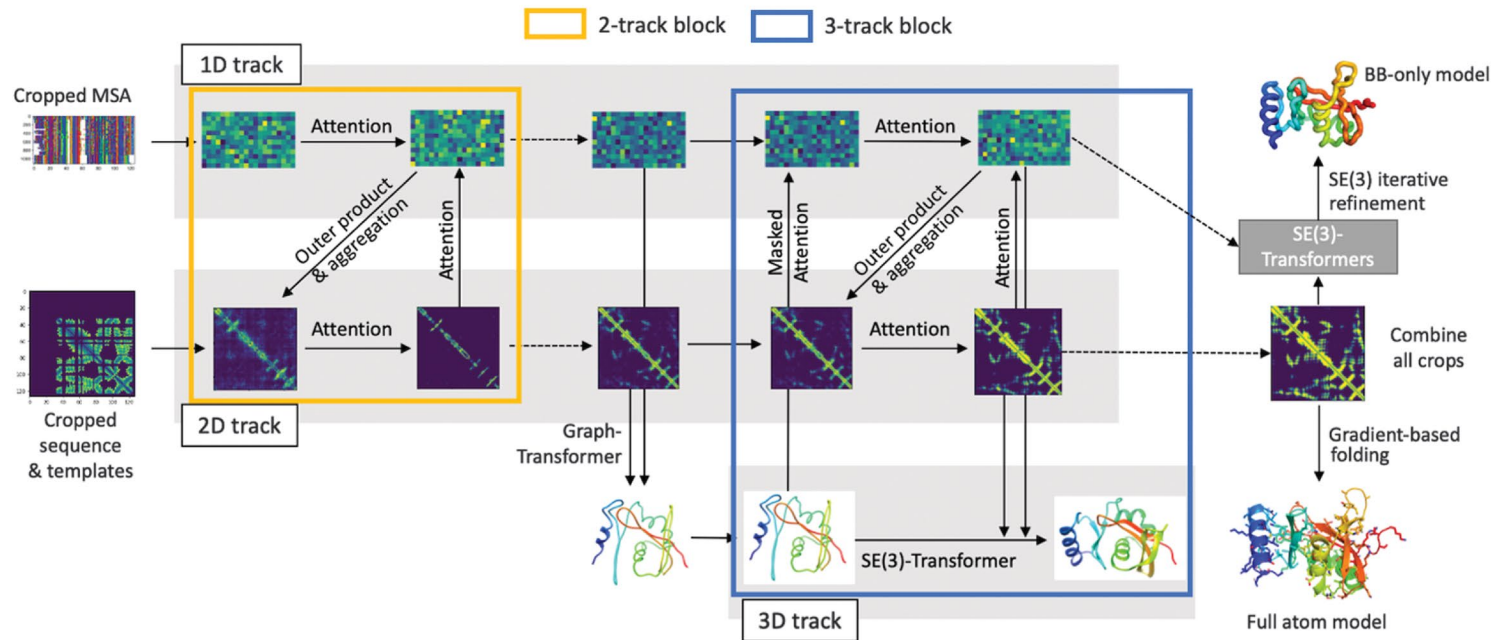 2-track block
3-track block
1D track
Cropped MSA
Attention
Attention
BB-only model
Outer product
& aggregation
Attention
Masked
Attention
Outer product
& aggregation
Attention
SE(3) iterative
refinement
SE(3)-
Transformers
Attention
Attention
Combine
all crops
Cropped
sequence
& templates
2D track
Graph-
Transformer
Gradient-based
folding
SE(3)-Transformer
3D track
Full atom model